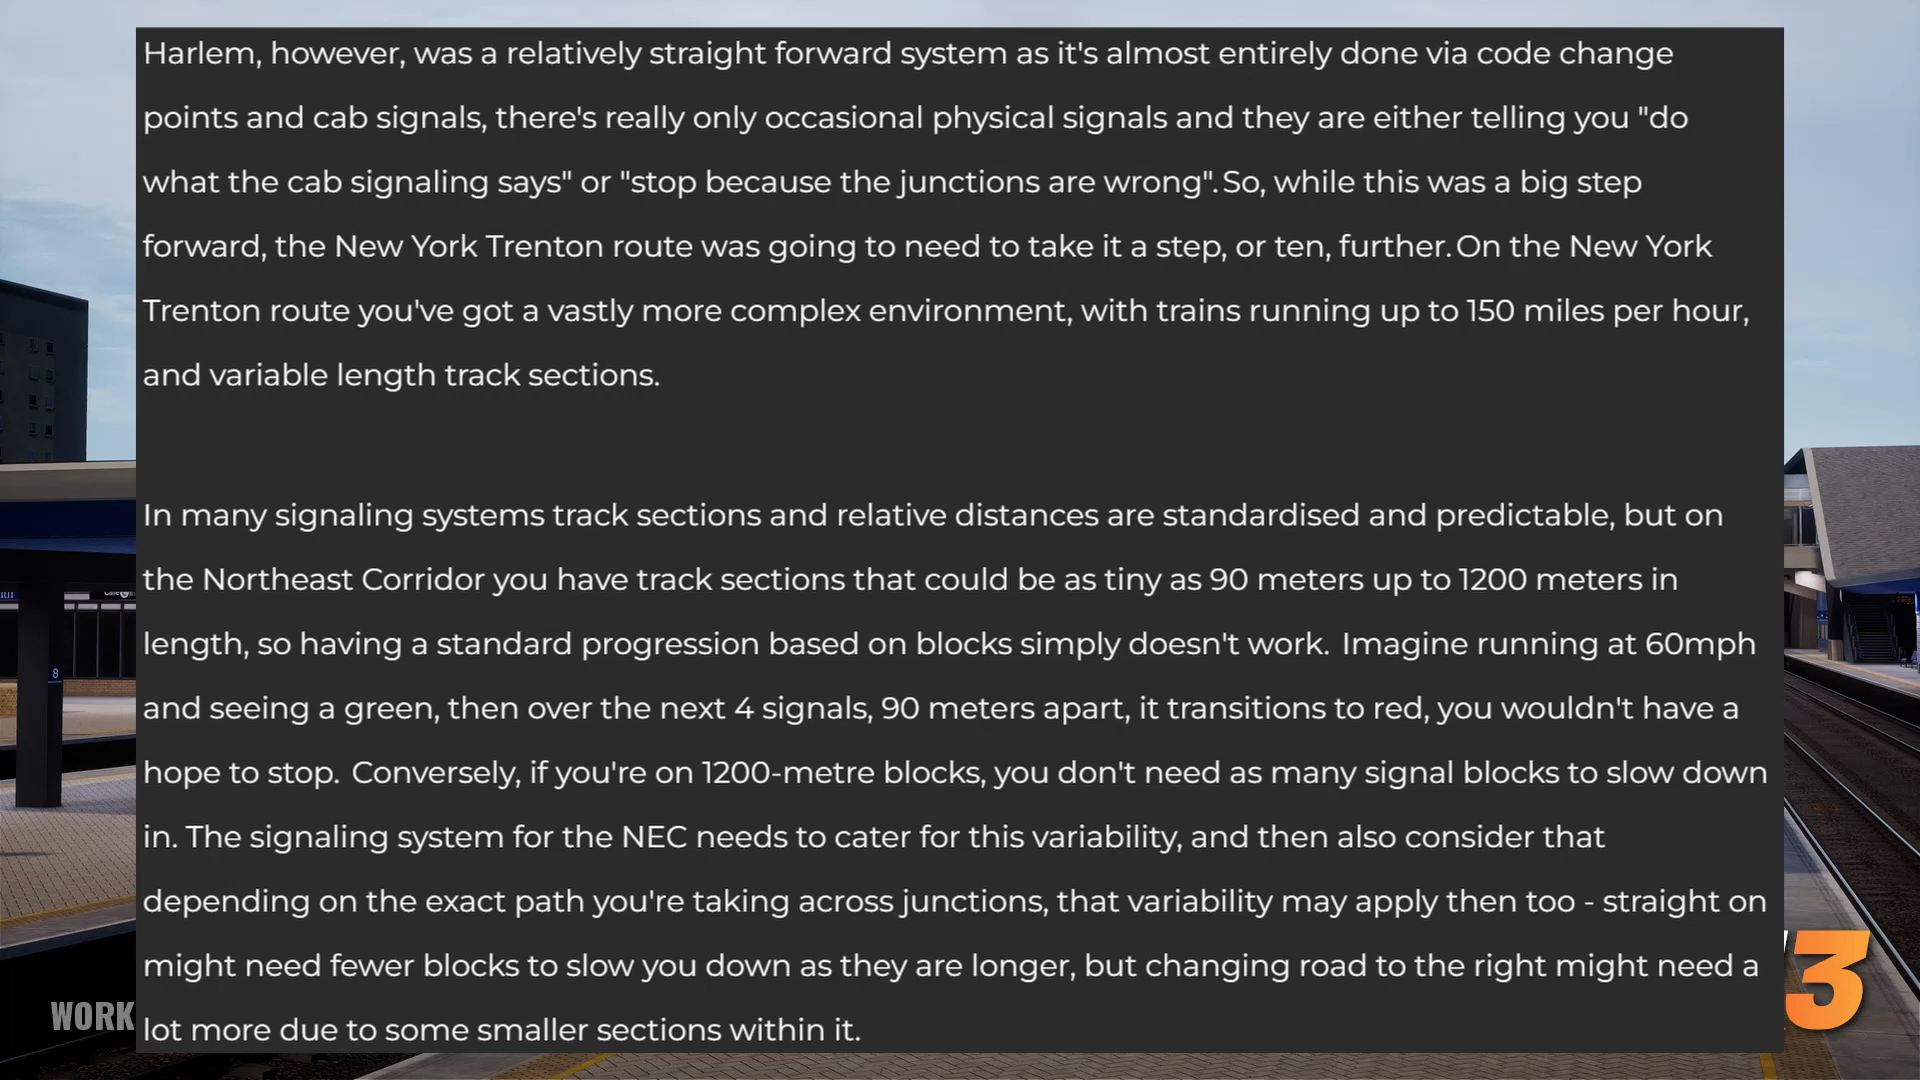 Harlem, however, was a relatively straight forward system as it's almost entirely done via code change
points and cab signals, there's really only occasional physical signals and they are either telling you "do
what the cab signaling says" or "stop because the junctions are wrong". So, while this was a big step
forward, the New York Trenton route was going to need to take it a step, or ten, further. On the New York
Trenton route you've got a vastly more complex environment, with trains running up to 150 miles per hour,
and variable length track sections.
In many signaling systems track sections and relative distances are standardised and predictable, but on
the Northeast Corridor you have track sections that could be as tiny as 90 meters up to 1200 meters in
length, so having a standard progression based on blocks simply doesn't work. Imagine running at 60mph
and seeing a green, then over the next 4 signals, 90 meters apart, it transitions to red, you wouldn't have a
hope to stop. Conversely, if you're on 1200-metre blocks, you don't need as many signal blocks to slow down
in. The signaling system for the NEC needs to cater for this variability, and then also consider that
depending on the exact path you're taking across junctions, that variability may apply then too - straight on
might need fewer blocks to slow you down as they are longer, but changing road to the right might need a
lot more due to some smaller sections within it.
8
WORK
3